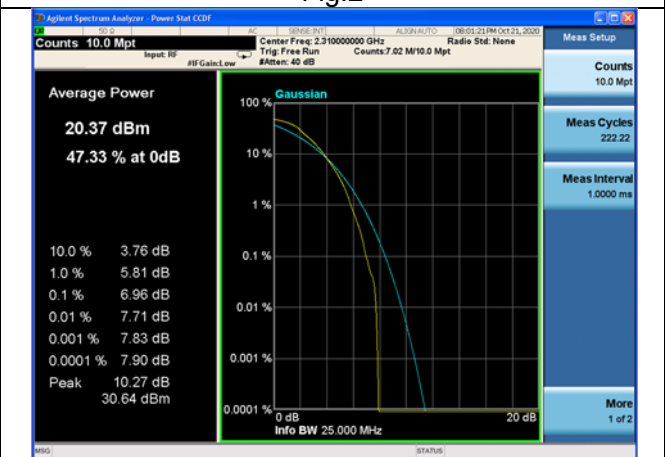 Agilent Spectrum Analyzer - Power Stat CCDF
50 Ω AC SENSE:INT ALIGN AUTO 08:01:21 PM Oct 21, 2020
Counts 10.0 Mpt Center Freq: 2.310000000 GHz Radio Std: None
Input: RF Trig: Free Run Counts:7.02 M/10.0 Mpt
#IFGain:Low #Atten: 40 dB
Meas Setup
Counts
10.0 Mpt
Meas Cycles
222.22
Meas Interval
1.0000 ms
More
1 of 2
Average Power
20.37 dBm
47.33 % at 0dB
10.0 % 3.76 dB
1.0 % 5.81 dB
0.1 % 6.96 dB
0.01 % 7.71 dB
0.001 % 7.83 dB
0.0001 % 7.90 dB
Peak 10.27 dB
30.64 dBm
Gaussian
100 %
10 %
1 %
0.1 %
0.01 %
0.001 %
0.0001 %
0 dB 20 dB
Info BW 25.000 MHz
MSG STATUS